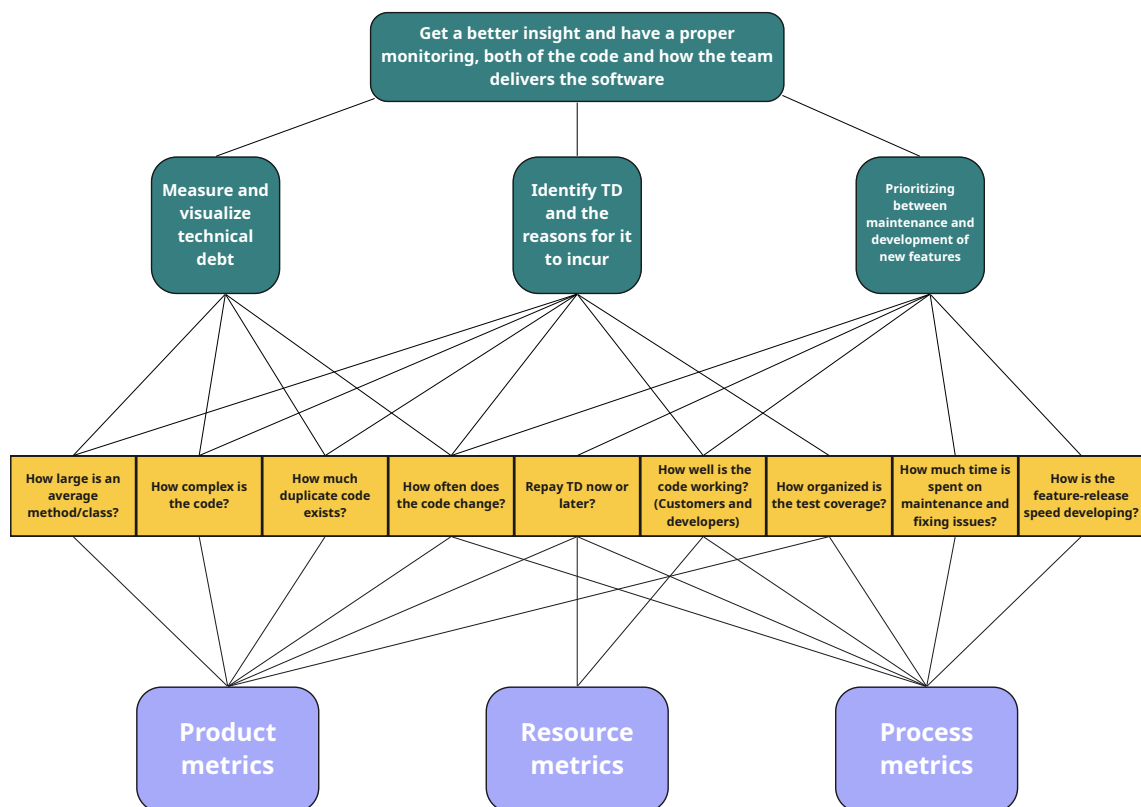 Get a better insight and have a proper
monitoring, both of the code and how the team
delivers the software
Measure and
visualize
technical
debt
Identify TD
and the
reasons for it
to incur
Prioritizing
between
maintenance and
development of
new features
How large is an
average
method/class?
How complex is
the code?
How much
duplicate code
exists?
How often does
the code change?
Repay TD now or
later?
How well is the
code working?
(Customers and
developers)
How organized is
the test coverage?
How much time is
spent on
maintenance and
fixing issues?
How is the
feature-release
speed developing?
Product
metrics
Resource
metrics
Process
metrics